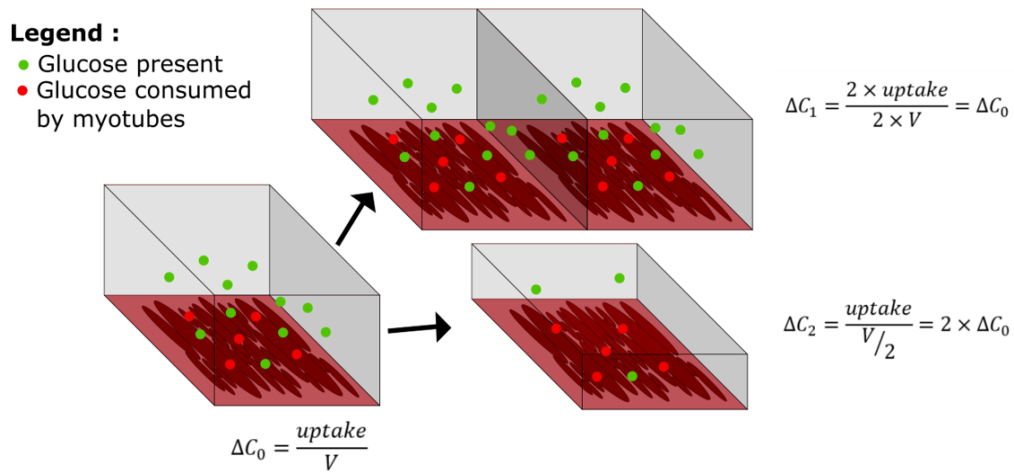 Legend :
Glucose present
Glucose consumed
by myotubes
ΔC₁ = (2 × uptake)/(2 × V) = ΔC₀
ΔC₂ = uptake/(V/2) = 2 × ΔC₀
ΔC₀ = uptake/V